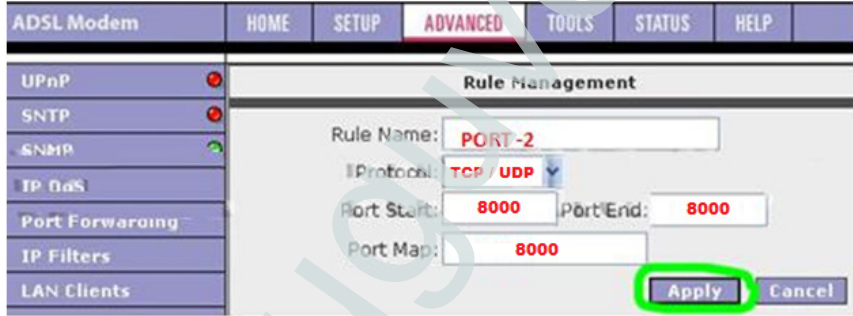 ADSL Modem HOME SETUP ADVANCED TOOLS STATUS HELP
UPnP
SNTP
SNMP
IP QoS
Port Forwarding
IP Filters
LAN Clients
Rule Management
Rule Name: PORT -2
Protocol: TCP / UDP
Port Start: 8000 Port End: 8000
Port Map: 8000
Apply Cancel